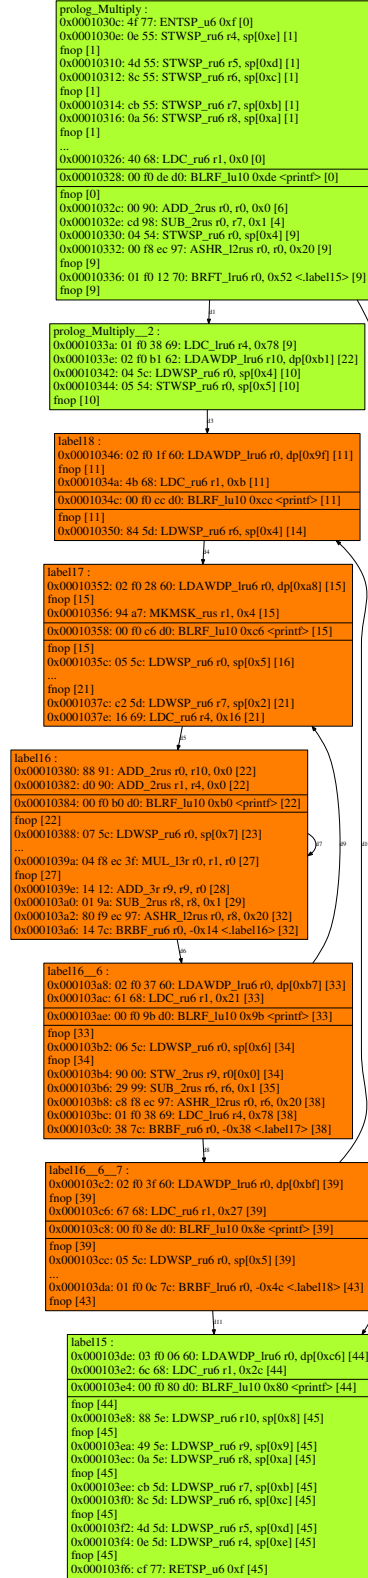 prolog_Multiply :
0x0001030c: 4f 77: ENTSP_u6 0xf [0]
0x0001030e: 0e 55: STWSP_ru6 r4, sp[0xe] [1]
fnop [1]
0x00010310: 4d 55: STWSP_ru6 r5, sp[0xd] [1]
0x00010312: 8c 55: STWSP_ru6 r6, sp[0xc] [1]
fnop [1]
0x00010314: cb 55: STWSP_ru6 r7, sp[0xb] [1]
0x00010316: 0a 56: STWSP_ru6 r8, sp[0xa] [1]
fnop [1]
...
0x00010326: 40 68: LDC_ru6 r1, 0x0 [0]
0x00010328: 00 f0 de d0: BLRF_lu10 0xde <printf> [0]
fnop [0]
0x0001032c: 00 90: ADD_2rus r0, r0, 0x0 [6]
0x0001032e: cd 98: SUB_2rus r0, r7, 0x1 [4]
0x00010330: 04 54: STWSP_ru6 r0, sp[0x4] [9]
0x00010332: 00 f8 ec 97: ASHR_l2rus r0, r0, 0x20 [9]
fnop [9]
0x00010336: 01 f0 12 70: BRFT_lru6 r0, 0x52 <.label15> [9]
fnop [9]
d1
prolog_Multiply__2 :
0x0001033a: 01 f0 38 69: LDC_lru6 r4, 0x78 [9]
0x0001033e: 02 f0 b1 62: LDAWDP_lru6 r10, dp[0xb1] [22]
0x00010342: 04 5c: LDWSP_ru6 r0, sp[0x4] [10]
0x00010344: 05 54: STWSP_ru6 r0, sp[0x5] [10]
fnop [10]
d3
label18 :
0x00010346: 02 f0 1f 60: LDAWDP_lru6 r0, dp[0x9f] [11]
fnop [11]
0x0001034a: 4b 68: LDC_ru6 r1, 0xb [11]
0x0001034c: 00 f0 cc d0: BLRF_lu10 0xcc <printf> [11]
fnop [11]
0x00010350: 84 5d: LDWSP_ru6 r6, sp[0x4] [14]
d4
label17 :
0x00010352: 02 f0 28 60: LDAWDP_lru6 r0, dp[0xa8] [15]
fnop [15]
0x00010356: 94 a7: MKMSK_rus r1, 0x4 [15]
0x00010358: 00 f0 c6 d0: BLRF_lu10 0xc6 <printf> [15]
fnop [15]
0x0001035c: 05 5c: LDWSP_ru6 r0, sp[0x5] [16]
...
fnop [21]
0x0001037c: c2 5d: LDWSP_ru6 r7, sp[0x2] [21]
0x0001037e: 16 69: LDC_ru6 r4, 0x16 [21]
d5
label16 :
0x00010380: 88 91: ADD_2rus r0, r10, 0x0 [22]
0x00010382: d0 90: ADD_2rus r1, r4, 0x0 [22]
0x00010384: 00 f0 b0 d0: BLRF_lu10 0xb0 <printf> [22]
fnop [22]
0x00010388: 07 5c: LDWSP_ru6 r0, sp[0x7] [23]
...
0x0001039a: 04 f8 ec 3f: MUL_l3r r0, r1, r0 [27]
fnop [27]
0x0001039e: 14 12: ADD_3r r9, r9, r0 [28]
0x000103a0: 01 9a: SUB_2rus r8, r8, 0x1 [29]
0x000103a2: 80 f9 ec 97: ASHR_l2rus r0, r8, 0x20 [32]
0x000103a6: 14 7c: BRBF_ru6 r0, -0x14 <.label16> [32]
d7
d9
d6
label16__6 :
0x000103a8: 02 f0 37 60: LDAWDP_lru6 r0, dp[0xb7] [33]
0x000103ac: 61 68: LDC_ru6 r1, 0x21 [33]
0x000103ae: 00 f0 9b d0: BLRF_lu10 0x9b <printf> [33]
fnop [33]
0x000103b2: 06 5c: LDWSP_ru6 r0, sp[0x6] [34]
fnop [34]
0x000103b4: 90 00: STW_2rus r9, r0[0x0] [34]
0x000103b6: 29 99: SUB_2rus r6, r6, 0x1 [35]
0x000103b8: c8 f8 ec 97: ASHR_l2rus r0, r6, 0x20 [38]
0x000103bc: 01 f0 38 69: LDC_lru6 r4, 0x78 [38]
0x000103c0: 38 7c: BRBF_ru6 r0, -0x38 <.label17> [38]
d8
label16__6__7 :
0x000103c2: 02 f0 3f 60: LDAWDP_lru6 r0, dp[0xbf] [39]
fnop [39]
0x000103c6: 67 68: LDC_ru6 r1, 0x27 [39]
0x000103c8: 00 f0 8e d0: BLRF_lu10 0x8e <printf> [39]
fnop [39]
0x000103cc: 05 5c: LDWSP_ru6 r0, sp[0x5] [39]
...
0x000103da: 01 f0 0c 7c: BRBF_lru6 r0, -0x4c <.label18> [43]
fnop [43]
d11
label15 :
0x000103de: 03 f0 06 60: LDAWDP_lru6 r0, dp[0xc6] [44]
0x000103e2: 6c 68: LDC_ru6 r1, 0x2c [44]
0x000103e4: 00 f0 80 d0: BLRF_lu10 0x80 <printf> [44]
fnop [44]
0x000103e8: 88 5e: LDWSP_ru6 r10, sp[0x8] [45]
fnop [45]
0x000103ea: 49 5e: LDWSP_ru6 r9, sp[0x9] [45]
0x000103ec: 0a 5e: LDWSP_ru6 r8, sp[0xa] [45]
fnop [45]
0x000103ee: cb 5d: LDWSP_ru6 r7, sp[0xb] [45]
0x000103f0: 8c 5d: LDWSP_ru6 r6, sp[0xc] [45]
fnop [45]
0x000103f2: 4d 5d: LDWSP_ru6 r5, sp[0xd] [45]
0x000103f4: 0e 5d: LDWSP_ru6 r4, sp[0xe] [45]
fnop [45]
0x000103f6: cf 77: RETSP_u6 0xf [45]